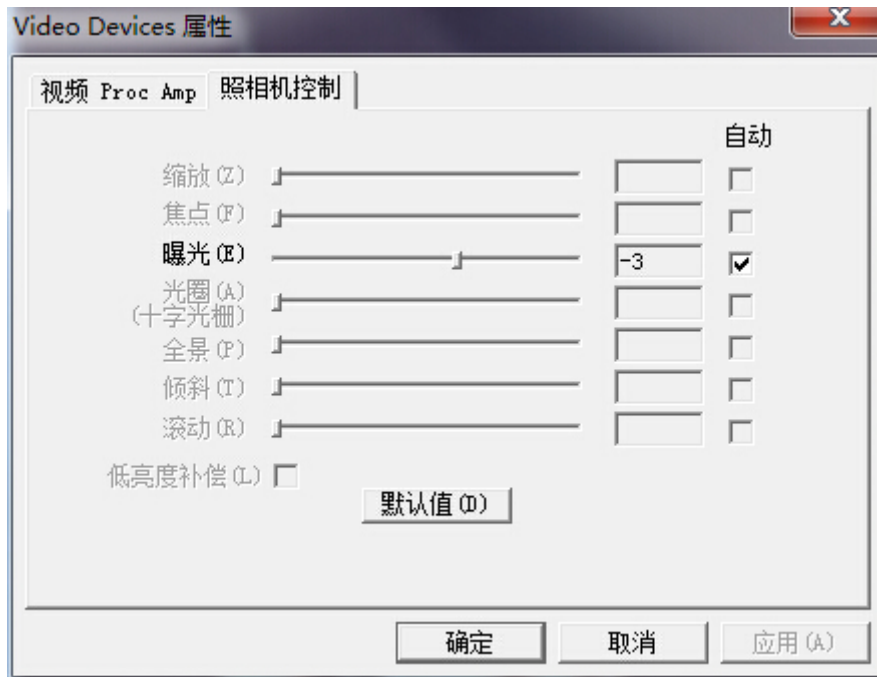 Video Devices 属性
视频 Proc Amp 照相机控制
自动
缩放(Z)
焦点(F)
曝光(E) -3
光圈(A)
(十字光栅)
全景(P)
倾斜(T)
滚动(R)
低亮度补偿(L)
默认值(D)
确定 取消 应用(A)